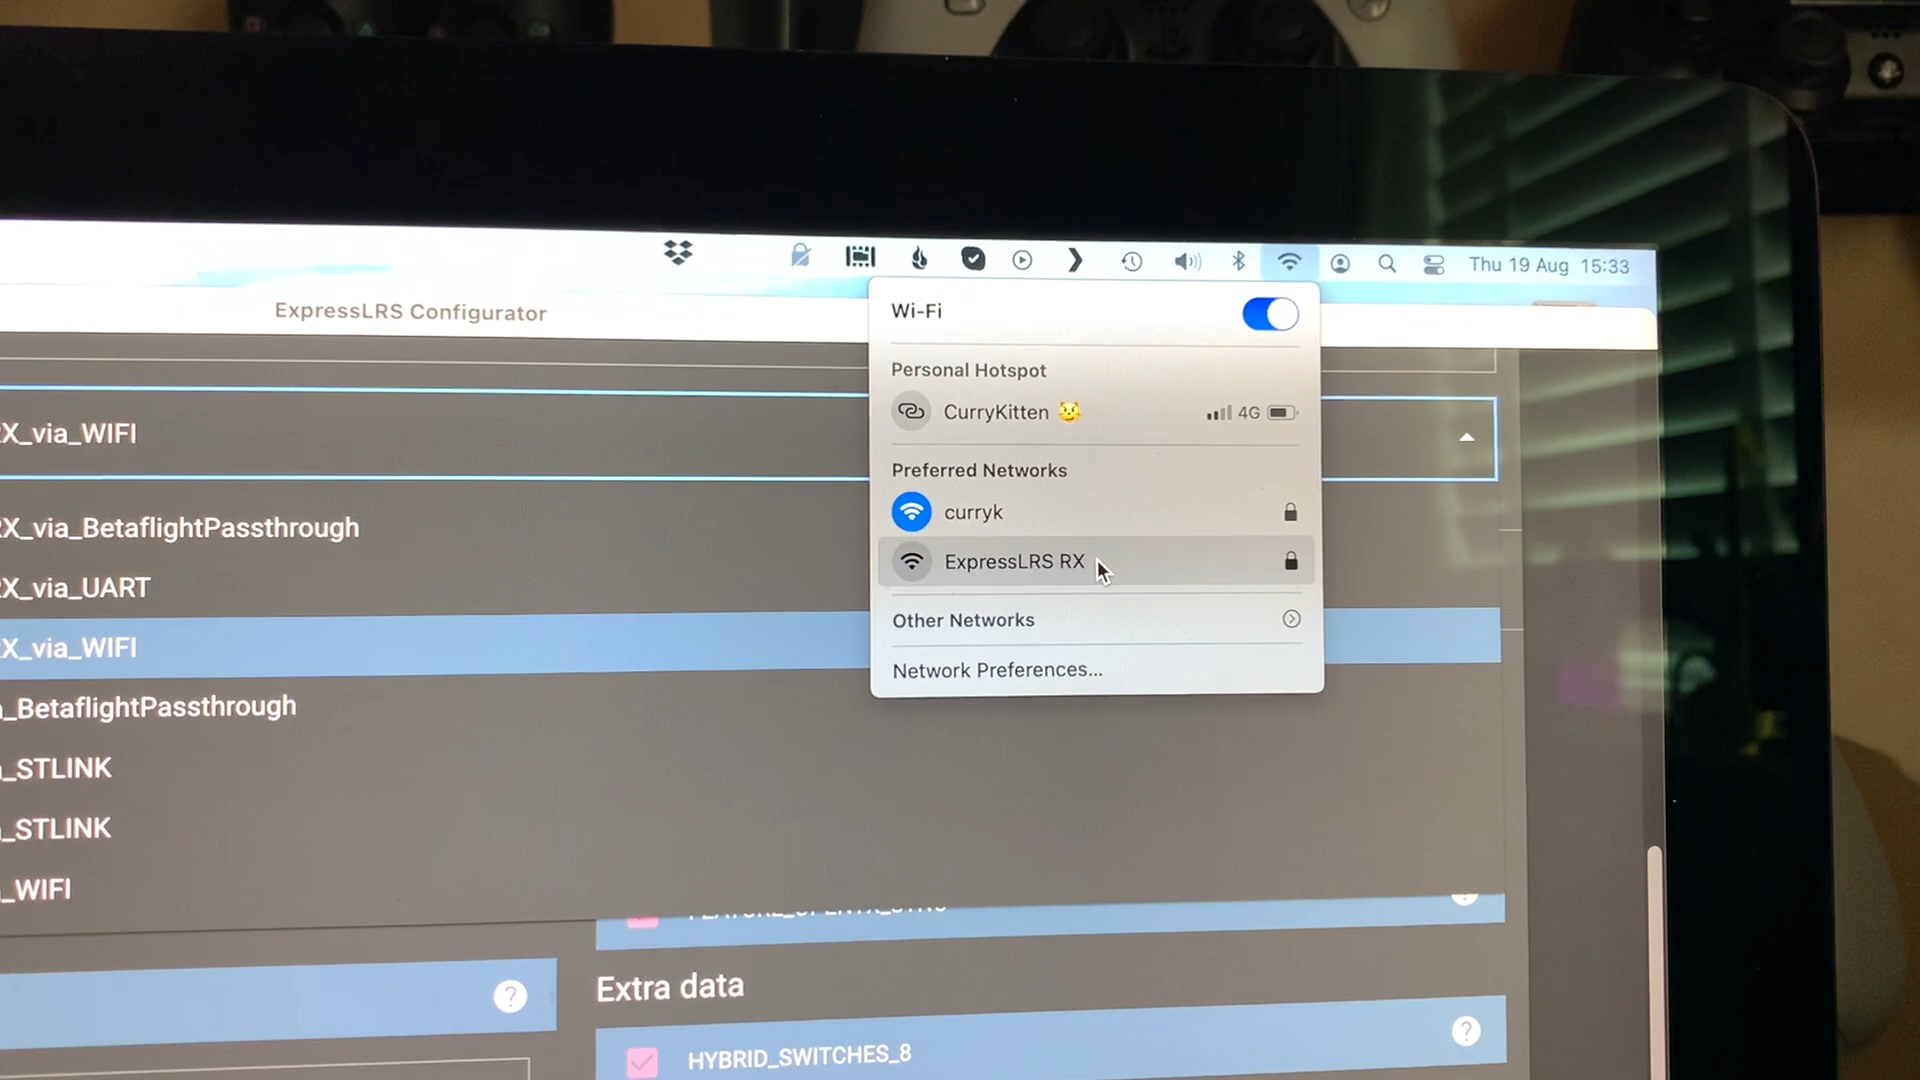 Thu 19 Aug 15:33
ExpressLRS Configurator
Wi-Fi
Personal Hotspot
CurryKitten 😼 4G
Preferred Networks
curryk
ExpressLRS RX
Other Networks
Network Preferences...
X_via_WIFI
X_via_BetaflightPassthrough
X_via_UART
X_via_WIFI
_BetaflightPassthrough
_STLINK
_STLINK
_WIFI
Extra data
HYBRID_SWITCHES_8